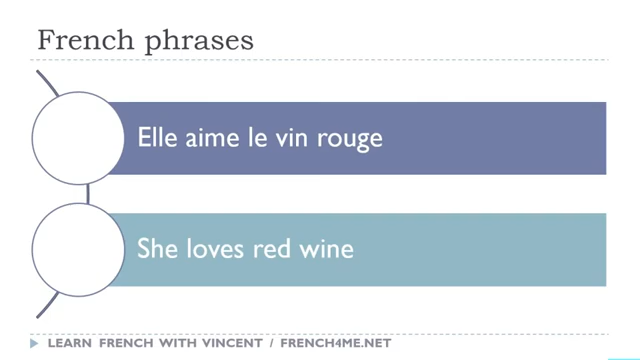 French phrases
Elle aime le vin rouge
She loves red wine
LEARN FRENCH WITH VINCENT / FRENCH4ME.NET